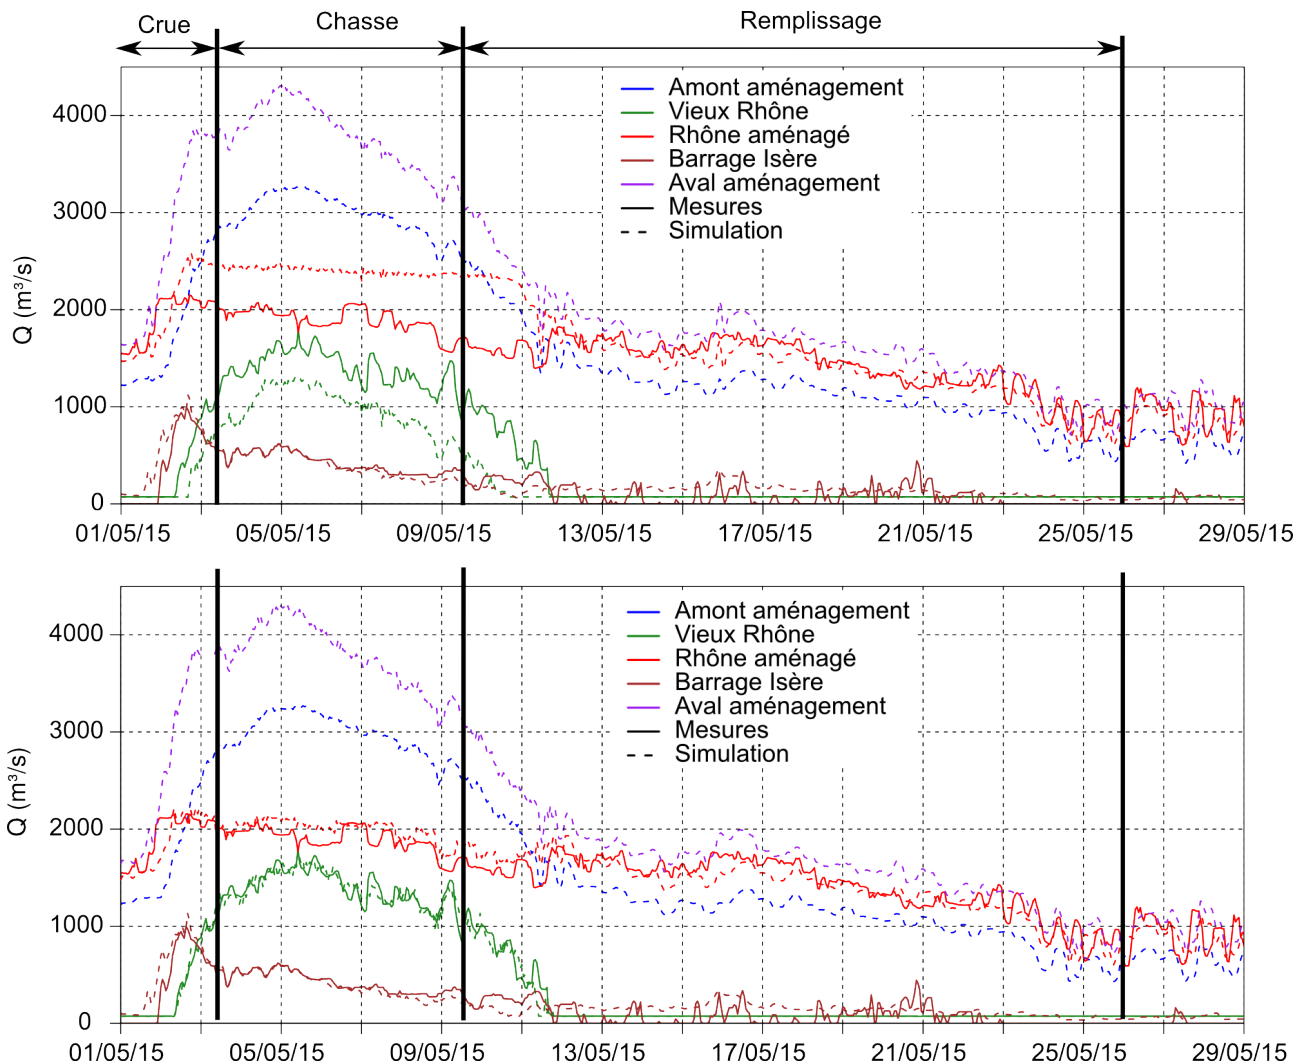 Crue Chasse Remplissage
Amont aménagement
Vieux Rhône
Rhône aménagé
Barrage Isère
Aval aménagement
Mesures
Simulation
Q (m³/s)
4000
3000
2000
1000
0
01/05/15 05/05/15 09/05/15 13/05/15 17/05/15 21/05/15 25/05/15 29/05/15
Amont aménagement
Vieux Rhône
Rhône aménagé
Barrage Isère
Aval aménagement
Mesures
Simulation
Q (m³/s)
4000
3000
2000
1000
0
01/05/15 05/05/15 09/05/15 13/05/15 17/05/15 21/05/15 25/05/15 29/05/15